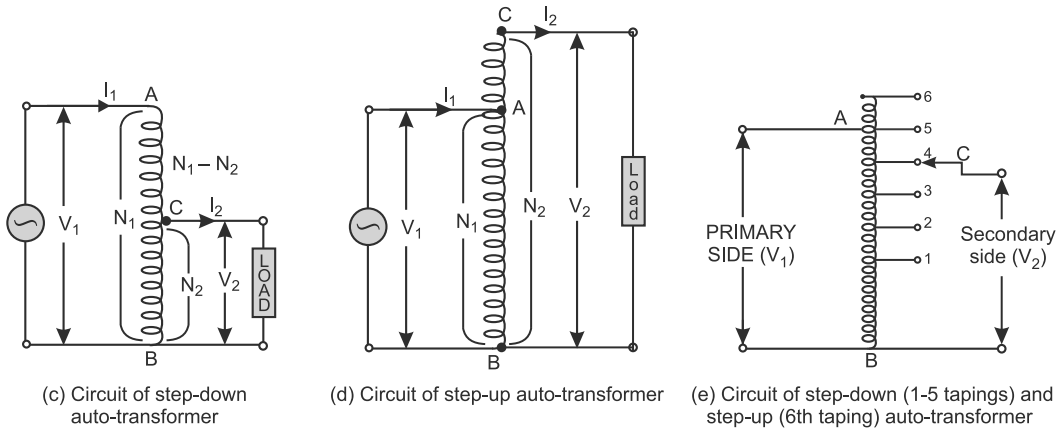 I1
A
N1 – N2
C
I2
V1
N1
N2
V2
LOAD
B
(c) Circuit of step-down
auto-transformer
C
I2
I1
A
V1
N1
N2
V2
Load
B
(d) Circuit of step-up auto-transformer
6
A
5
4
C
3
2
1
PRIMARY
SIDE (V1)
Secondary
side (V2)
B
(e) Circuit of step-down (1-5 tapings) and
step-up (6th taping) auto-transformer